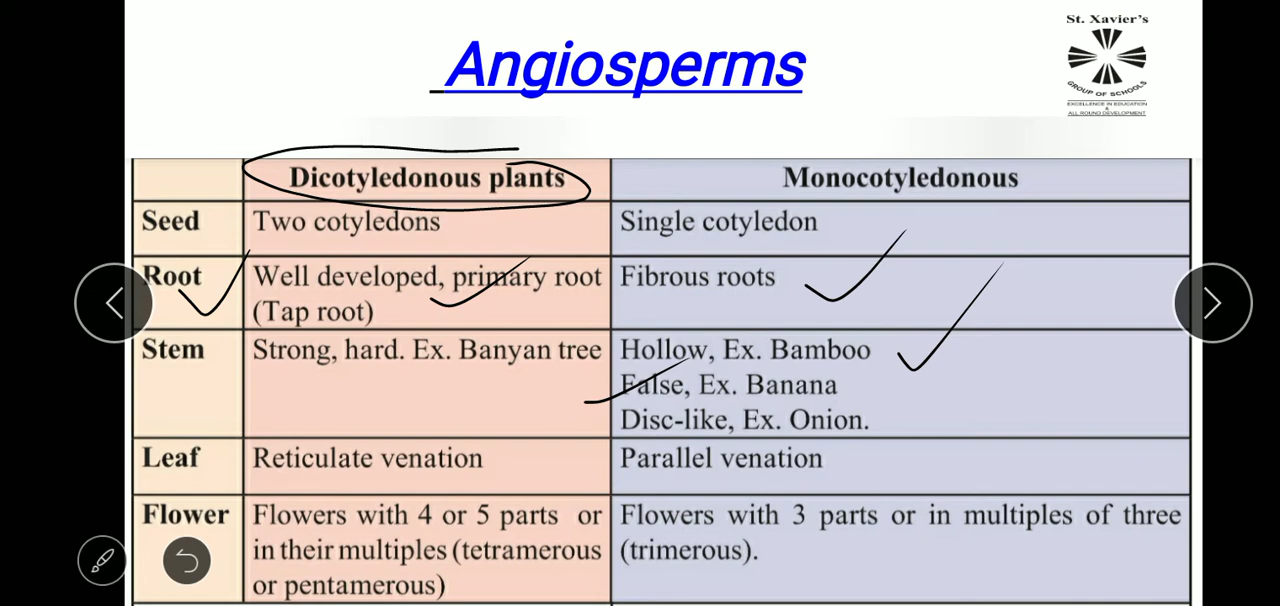 St. Xavier's
GROUP OF SCHOOLS
EXCELLENCE IN EDUCATION
&
ALL ROUND DEVELOPMENT
Angiosperms
Dicotyledonous plants Monocotyledonous
Seed Two cotyledons Single cotyledon
Root Well developed, primary root Fibrous roots
(Tap root)
Stem Strong, hard. Ex. Banyan tree Hollow, Ex. Bamboo
False, Ex. Banana
Disc-like, Ex. Onion.
Leaf Reticulate venation Parallel venation
Flower Flowers with 4 or 5 parts or Flowers with 3 parts or in multiples of three
in their multiples (tetramerous (trimerous).
or pentamerous)